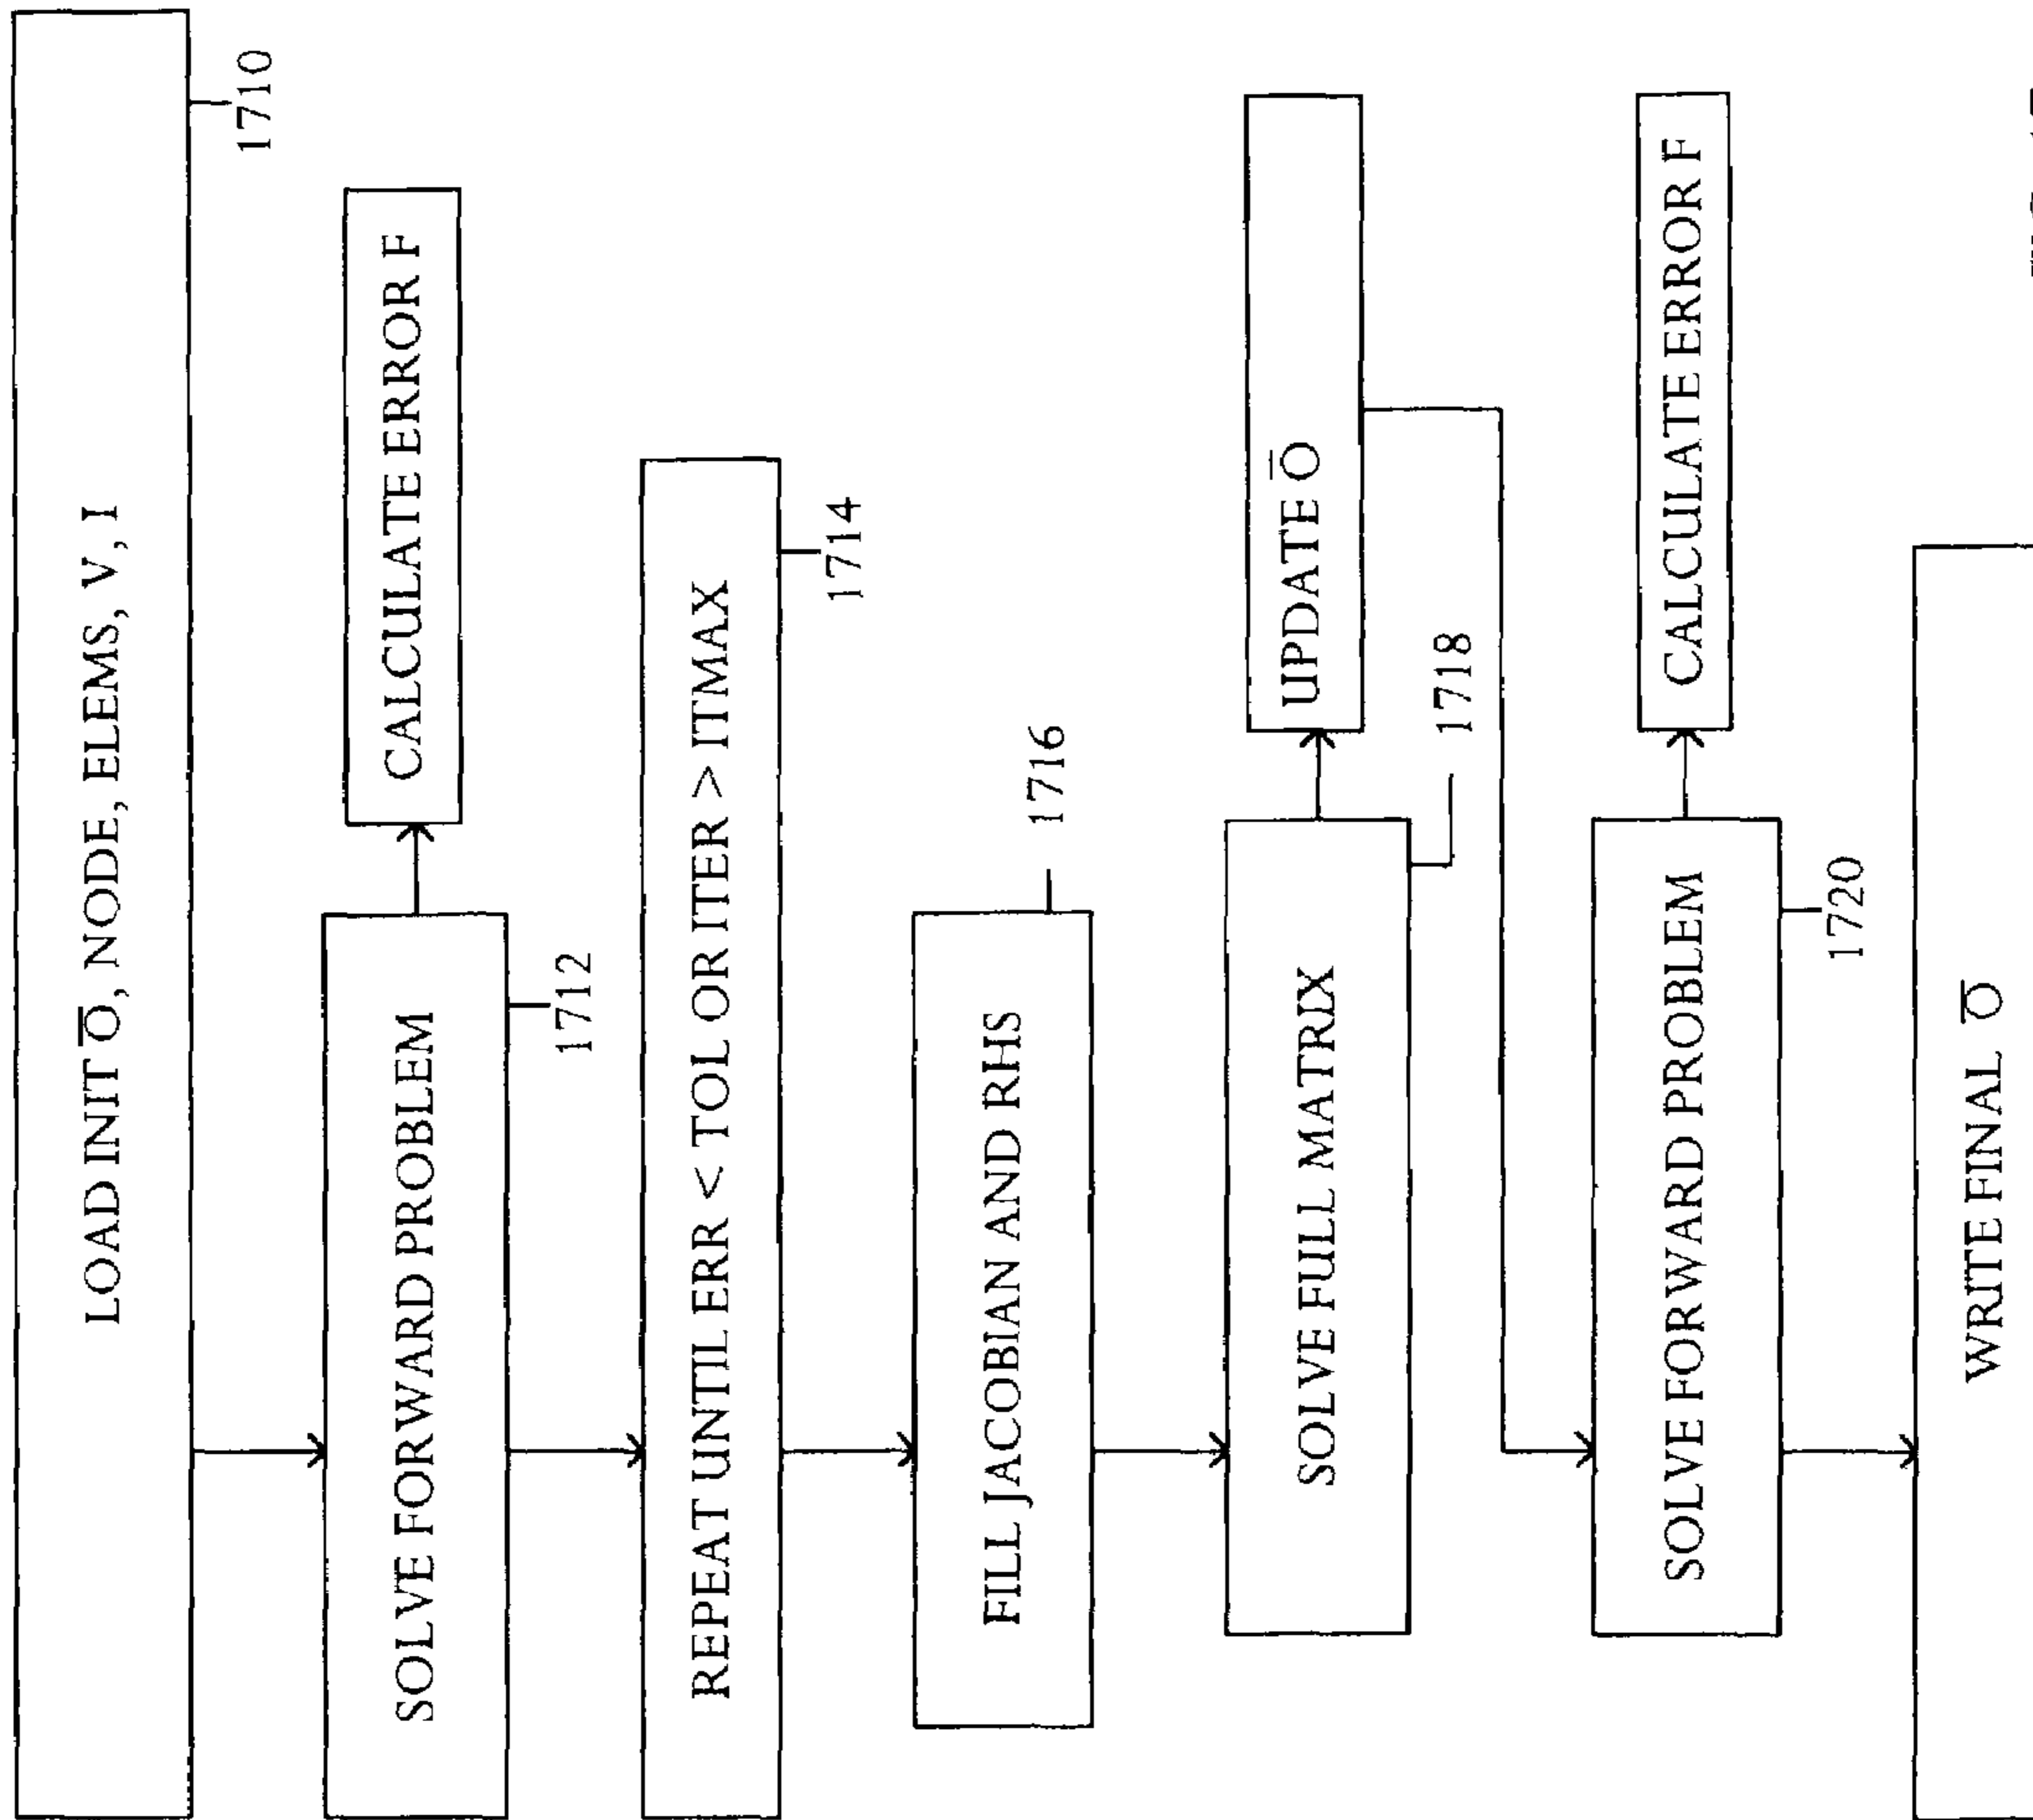 LOAD INIT O̅, NODE, ELEMS, V, I
1710
SOLVE FORWARD PROBLEM
CALCULATE ERROR F
1712
REPEAT UNTIL ERR < TOL OR ITER > ITMAX
1714
FILL JACOBIAN AND RHS
1716
SOLVE FULL MATRIX
UPDATE O̅
1718
SOLVE FORWARD PROBLEM
CALCULATE ERROR F
1720
WRITE FINAL O̅